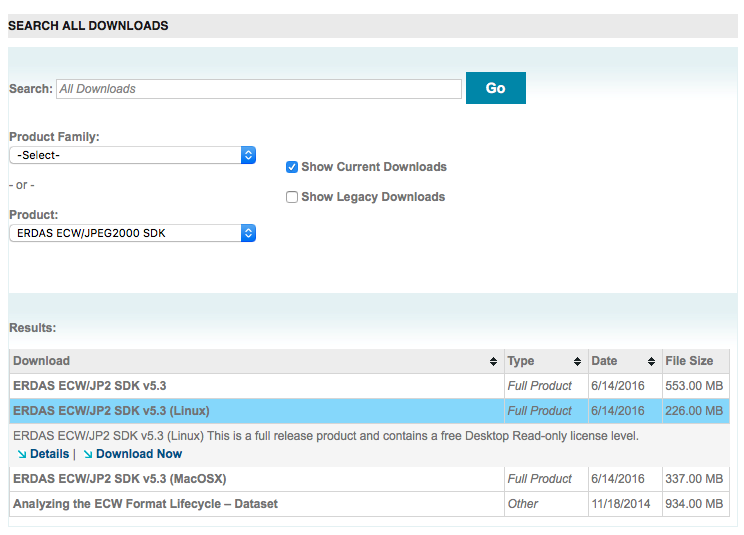 SEARCH ALL DOWNLOADS
Search: All Downloads Go
Product Family:
-Select-
Show Current Downloads
- or -
Show Legacy Downloads
Product:
ERDAS ECW/JPEG2000 SDK
Results:
Download Type Date File Size
ERDAS ECW/JP2 SDK v5.3 Full Product 6/14/2016 553.00 MB
ERDAS ECW/JP2 SDK v5.3 (Linux) Full Product 6/14/2016 226.00 MB
ERDAS ECW/JP2 SDK v5.3 (Linux) This is a full release product and contains a free Desktop Read-only license level.
Details | Download Now
ERDAS ECW/JP2 SDK v5.3 (MacOSX) Full Product 6/14/2016 337.00 MB
Analyzing the ECW Format Lifecycle – Dataset Other 11/18/2014 934.00 MB